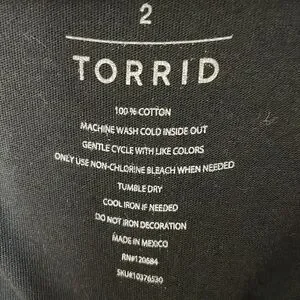 2
TORRID
100% COTTON
MACHINE WASH COLD INSIDE OUT
GENTLE CYCLE WITH LIKE COLORS
ONLY USE NON-CHLORINE BLEACH WHEN NEEDED
TUMBLE DRY
COOL IRON IF NEEDED
DO NOT IRON DECORATION
MADE IN MEXICO
RN#120684
SKU#10376530